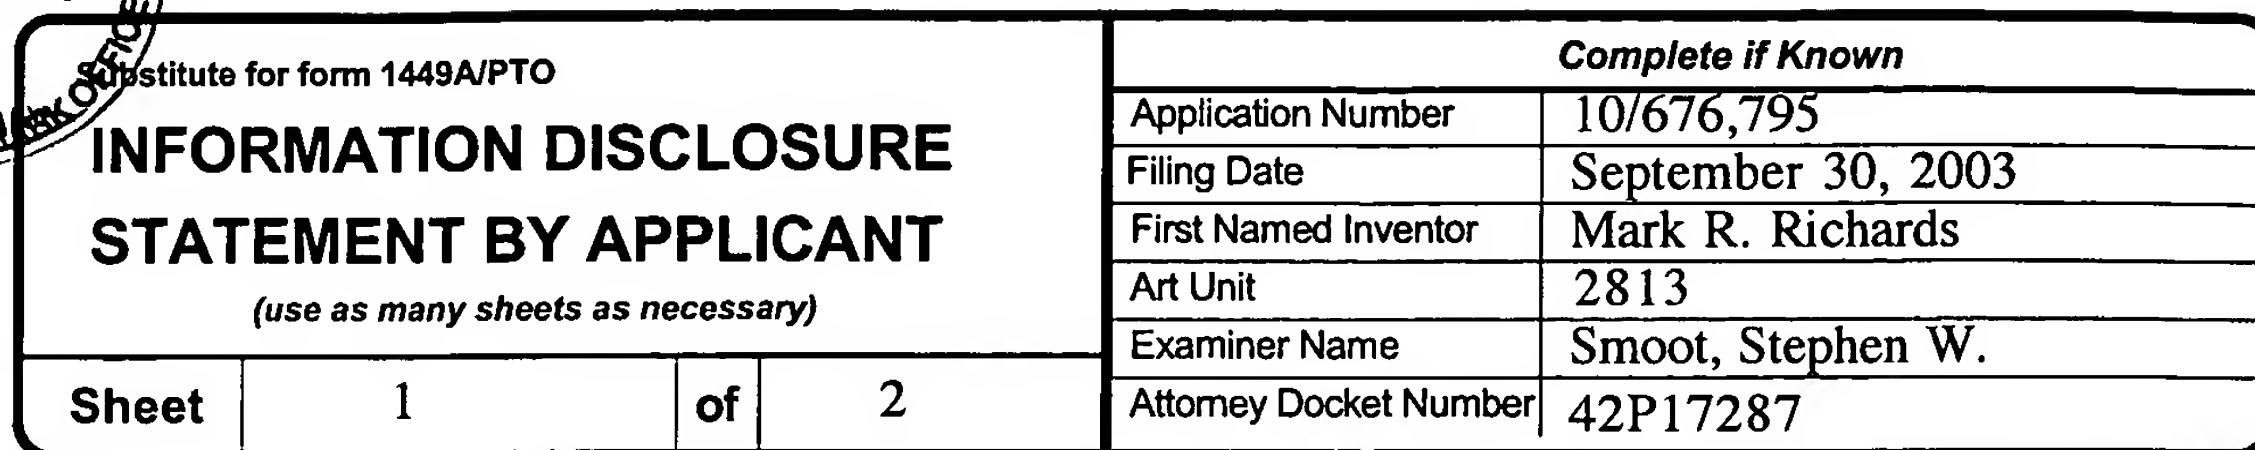 Substitute for form 1449A/PTO
INFORMATION DISCLOSURE
STATEMENT BY APPLICANT
(use as many sheets as necessary)
Sheet 1 of 2
Complete if Known
Application Number 10/676,795
Filing Date September 30, 2003
First Named Inventor Mark R. Richards
Art Unit 2813
Examiner Name Smoot, Stephen W.
Attorney Docket Number 42P17287